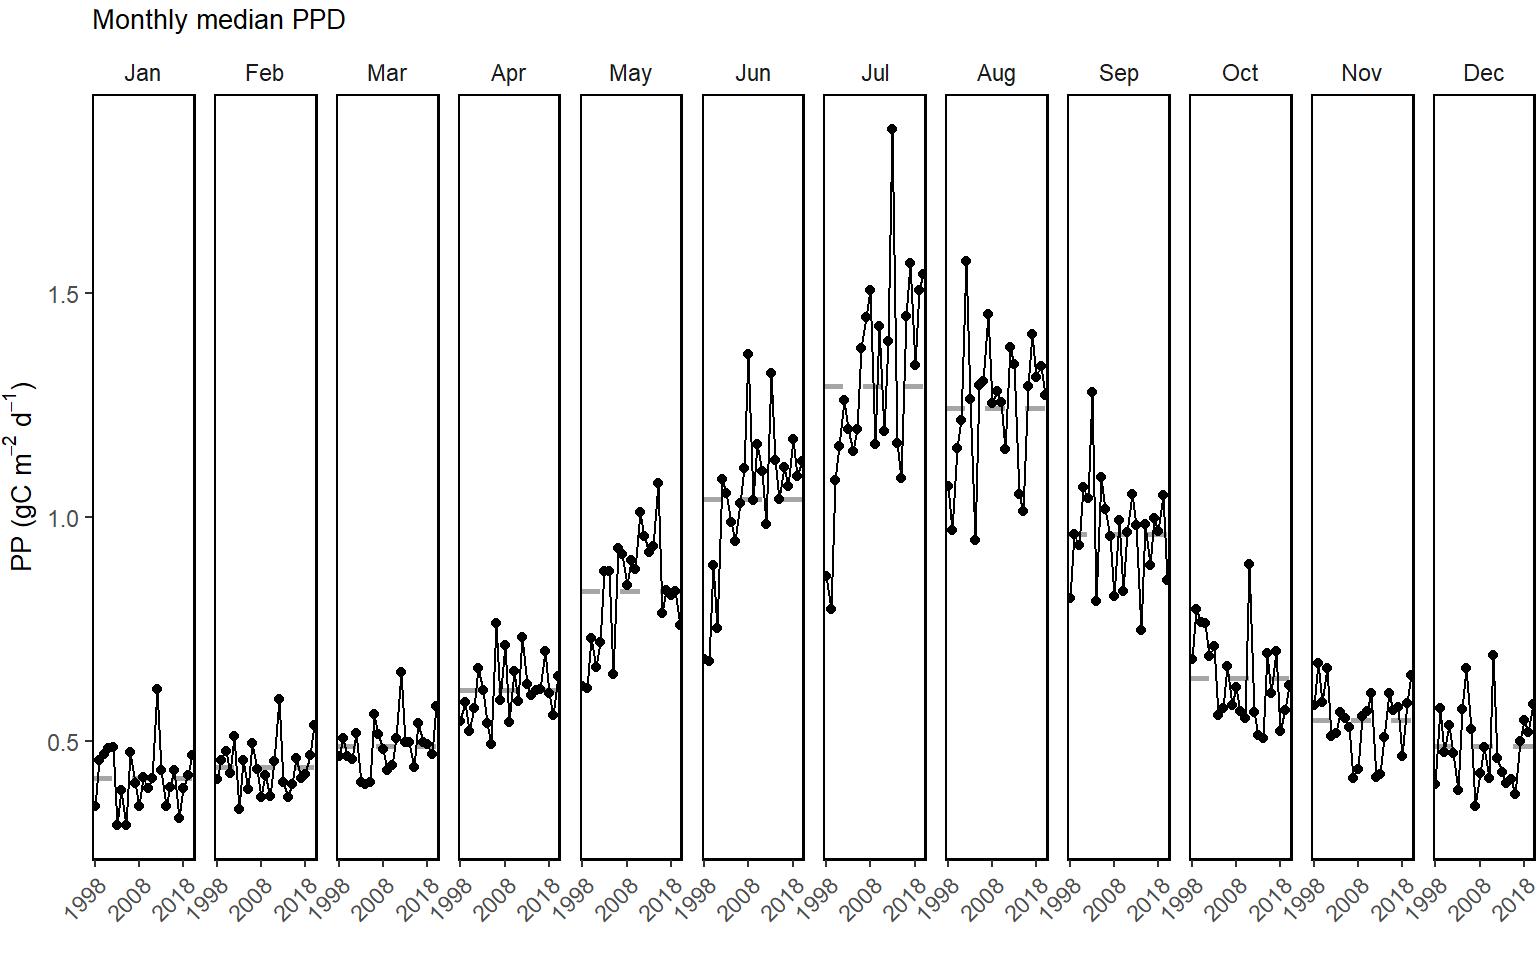 Monthly median PPD
Jan Feb Mar Apr May Jun Jul Aug Sep Oct Nov Dec
PP (gC m⁻² d⁻¹)
1.5
1.0
0.5
1998 2008 2018 1998 2008 2018 1998 2008 2018 1998 2008 2018 1998 2008 2018 1998 2008 2018 1998 2008 2018 1998 2008 2018 1998 2008 2018 1998 2008 2018 1998 2008 2018 1998 2008 2018